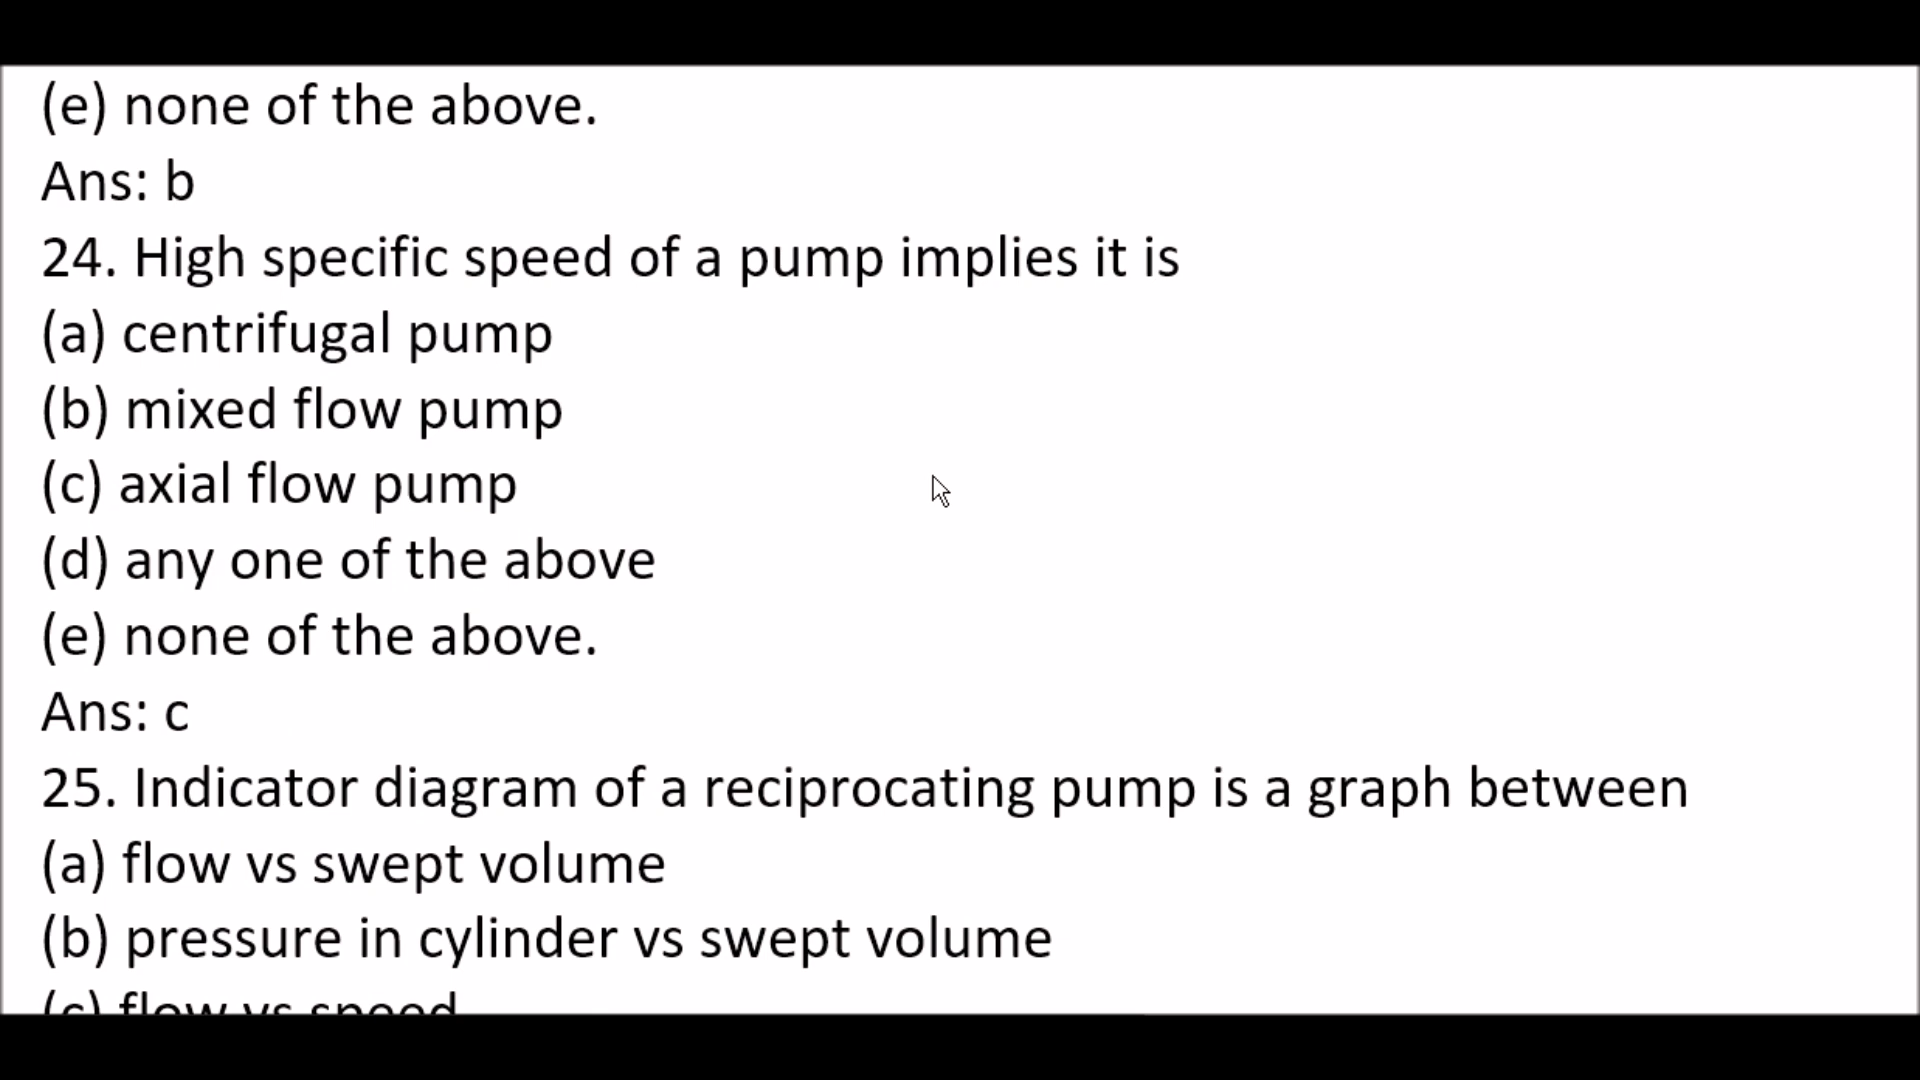 (e) none of the above.
Ans: b
24. High specific speed of a pump implies it is
(a) centrifugal pump
(b) mixed flow pump
(c) axial flow pump
(d) any one of the above
(e) none of the above.
Ans: c
25. Indicator diagram of a reciprocating pump is a graph between
(a) flow vs swept volume
(b) pressure in cylinder vs swept volume
(c) flow vs speed